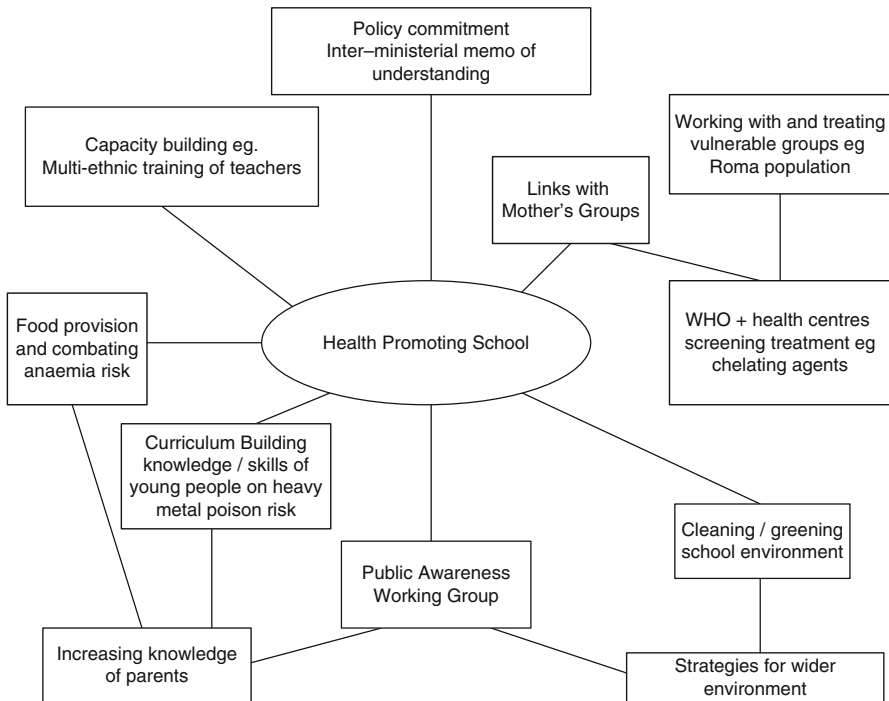 Policy commitment
Inter–ministerial memo of
understanding
Capacity building eg.
Multi-ethnic training of teachers
Links with
Mother's Groups
Working with and treating
vulnerable groups eg
Roma population
Food provision
and combating
anaemia risk
Health Promoting School
WHO + health centres
screening treatment eg
chelating agents
Curriculum Building
knowledge / skills of
young people on heavy
metal poison risk
Public Awareness
Working Group
Cleaning / greening
school environment
Increasing knowledge
of parents
Strategies for wider
environment